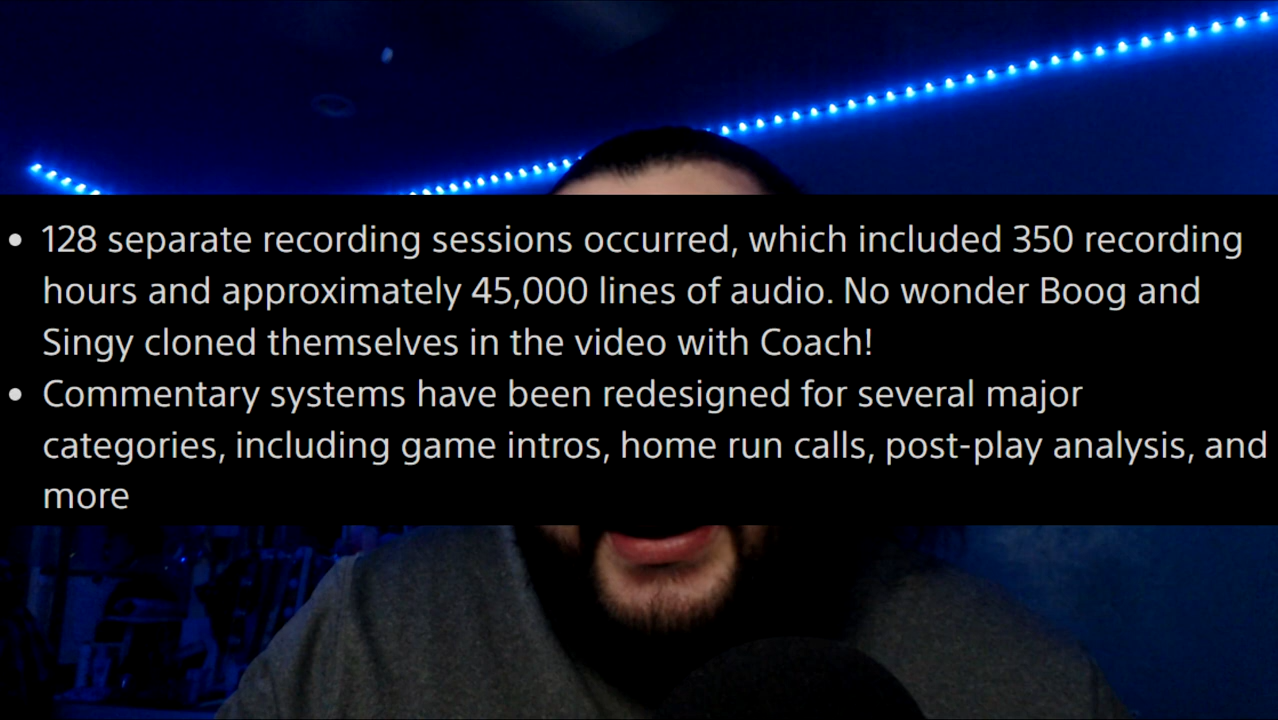 • 128 separate recording sessions occurred, which included 350 recording
hours and approximately 45,000 lines of audio. No wonder Boog and
Singy cloned themselves in the video with Coach!
• Commentary systems have been redesigned for several major
categories, including game intros, home run calls, post-play analysis, and
more